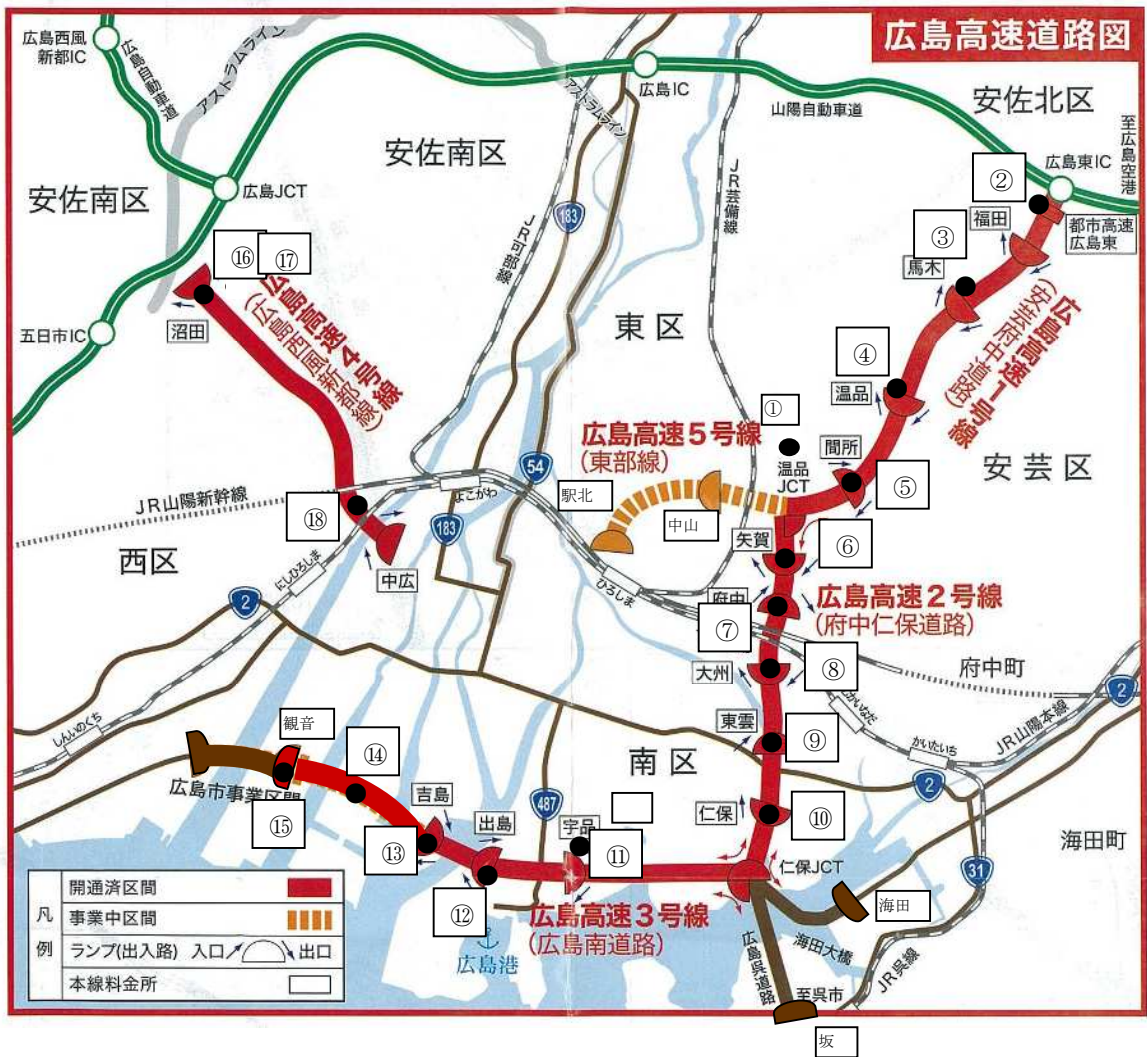 広島高速道路図
広島西風
新都IC
広島自動車道
アストラムライン
アストラムライン
広島IC
山陽自動車道
安佐北区
至広島空港
広島東IC
②
都市高速
広島東
福田
③
馬木
安佐南区
安佐南区
広島JCT
183
JR可部線
JR芸備線
⑯
⑰
沼田
五日市IC
広島高速4号線
(広島西風新都線)
東区
広島高速1号線
(安芸府中道路)
④
温品
①
温品
JCT
間所
⑤
安芸区
広島高速5号線
(東部線)
駅北
中山
54
よこがわ
183
JR山陽新幹線
⑱
西区
にしひろしま
中広
2
ひろしま
矢賀
⑥
府中
⑦
広島高速2号線
(府中仁保道路)
大州
⑧
府中町
2
JR山陽本線
かいたいち
東雲
⑨
南区
2
しんいのくち
観音
⑭
広島市事業区間
⑮
吉島
⑬
出島
⑫
487
宇品
⑪
仁保
⑩
仁保JCT
海田町
31
海田
海田大橋
広島呉道路
JR呉線
至呉市
坂
広島高速3号線
(広島南道路)
広島港
凡例
開通済区間
事業中区間
ランプ(出入路) 入口 出口
本線料金所